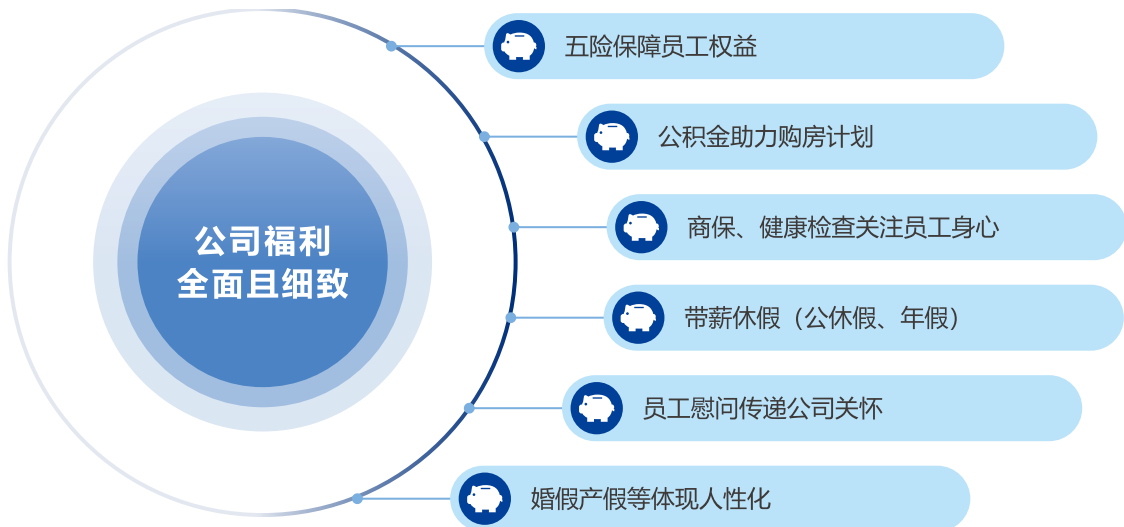 公司福利
全面且细致
五险保障员工权益
公积金助力购房计划
商保、健康检查关注员工身心
带薪休假（公休假、年假）
员工慰问传递公司关怀
婚假产假等体现人性化